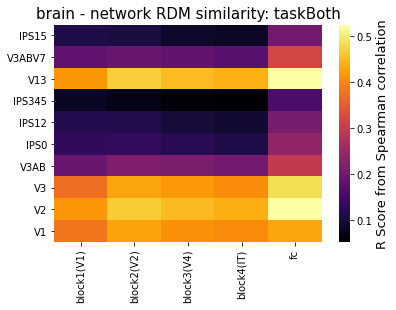 brain - network RDM similarity: taskBoth
IPS15
V3ABV7
V13
IPS345
IPS12
IPS0
V3AB
V3
V2
V1
block1(V1)
block2(V2)
block3(V4)
block4(IT)
fc
0.5
0.4
0.3
0.2
0.1
R Score from Spearman correlation